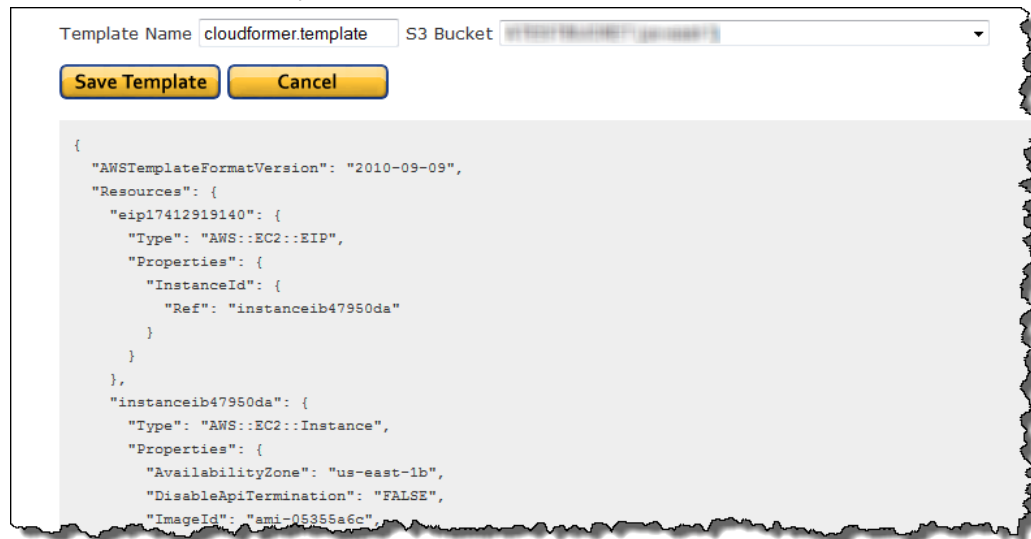 Template Name cloudformer.template S3 Bucket
Save Template Cancel
{
"AWSTemplateFormatVersion": "2010-09-09",
"Resources": {
"eip17412919140": {
"Type": "AWS::EC2::EIP",
"Properties": {
"InstanceId": {
"Ref": "instanceib47950da"
}
}
},
"instanceib47950da": {
"Type": "AWS::EC2::Instance",
"Properties": {
"AvailabilityZone": "us-east-1b",
"DisableApiTermination": "FALSE",
"ImageId": "ami-05355a6c",